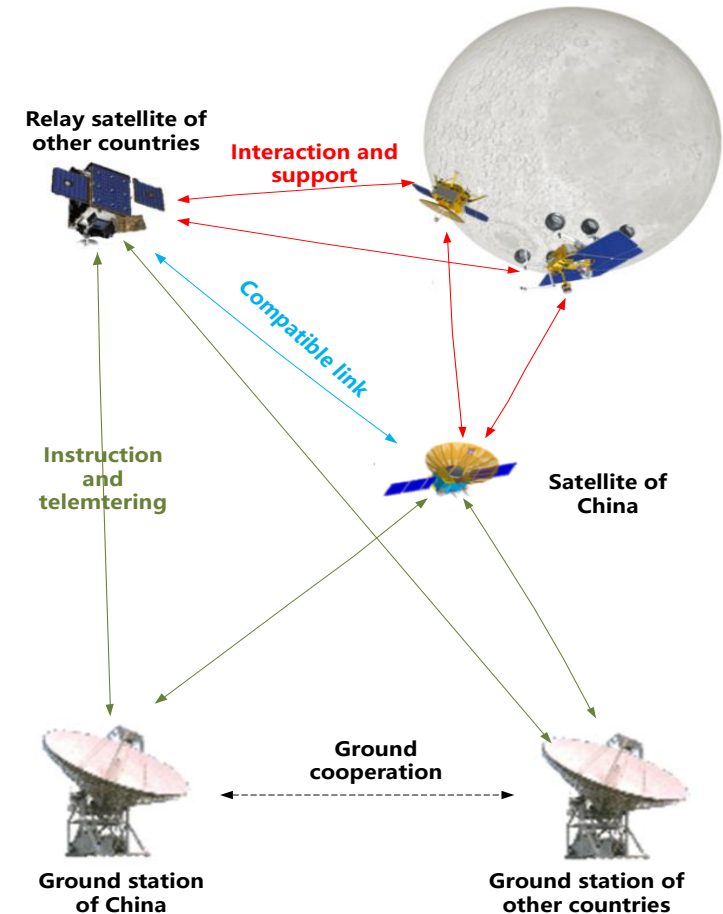 Relay satellite of
other countries
Interaction and
support
Compatible link
Instruction
and
telemtering
Satellite of
China
Ground
cooperation
Ground station
of China
Ground station of
other countries